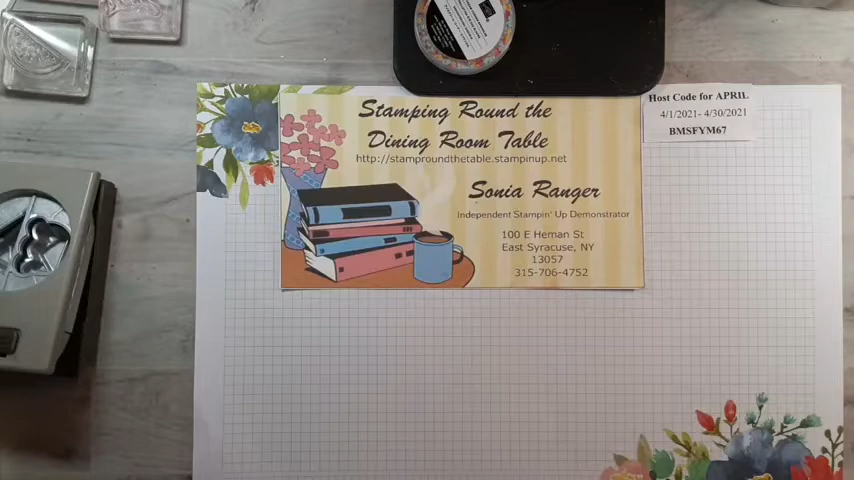 Stamping Round the
Dining Room Table
http://stamproundthetable.stampinup.net
Sonia Ranger
Independent Stampin' Up Demonstrator
100 E Heman St
East Syracuse, NY
13057
315-706-4752
Host Code for APRIL
4/1/2021- 4/30/2021
BMSFYM67